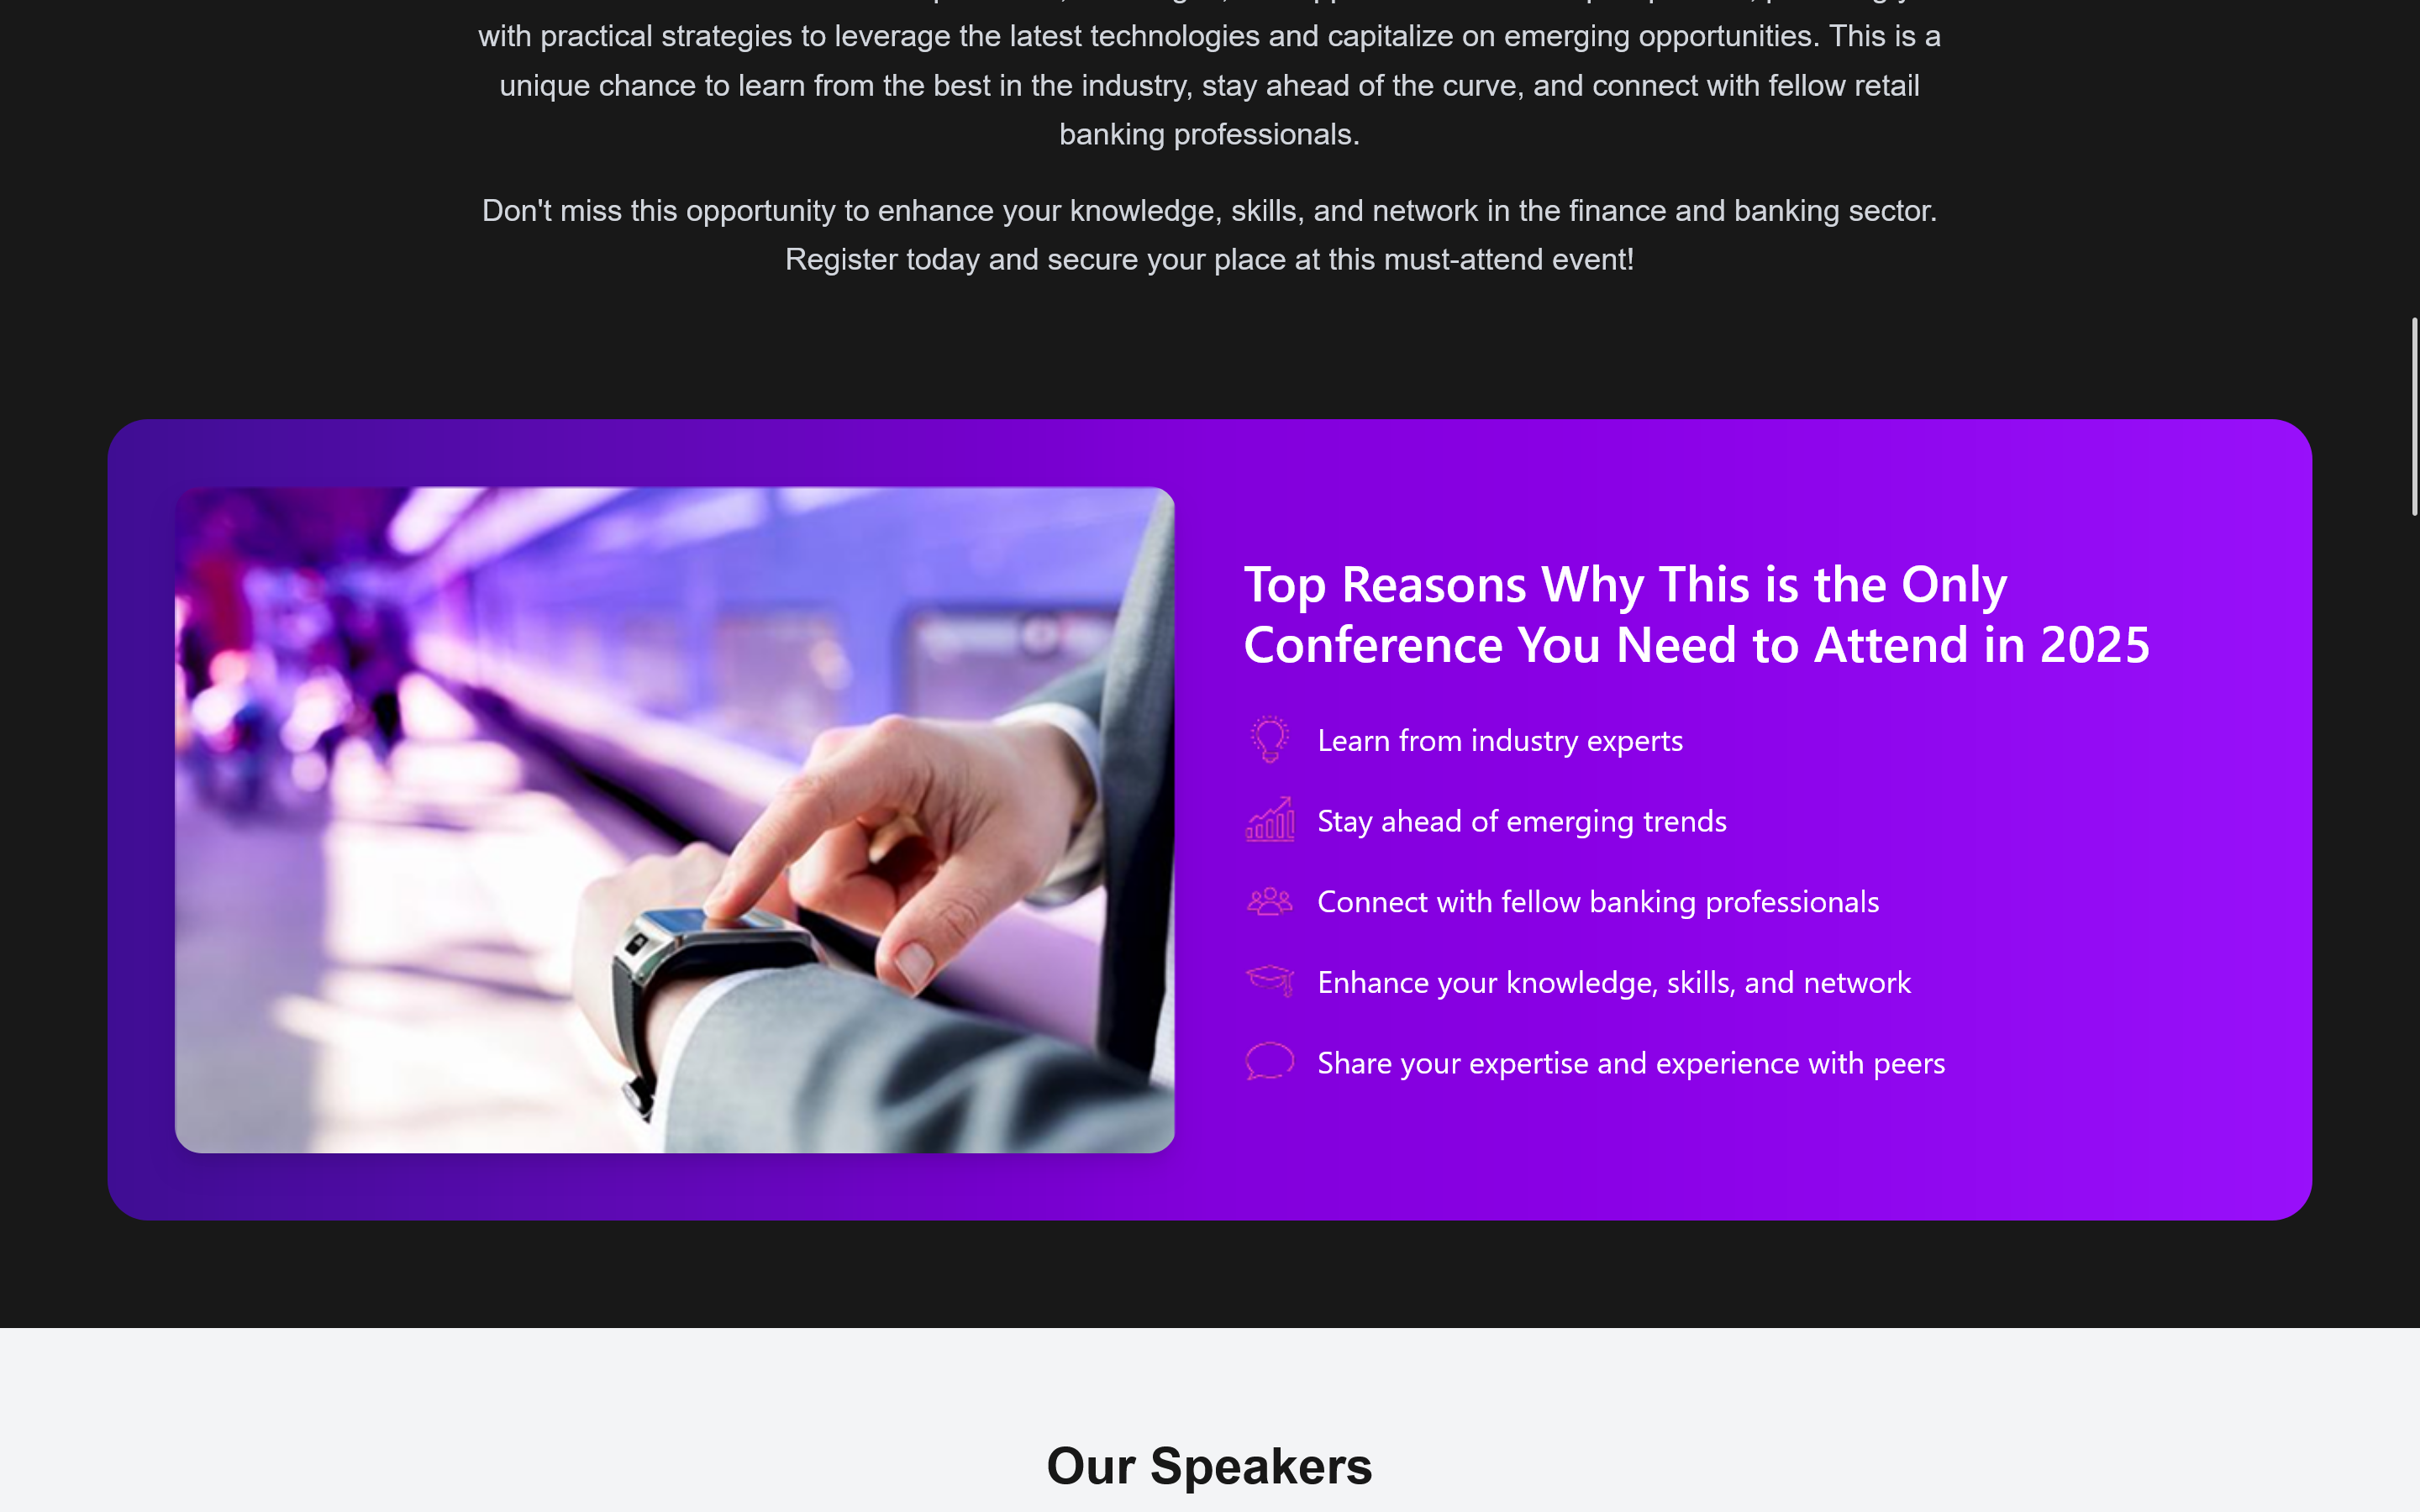 with practical strategies to leverage the latest technologies and capitalize on emerging opportunities. This is a
unique chance to learn from the best in the industry, stay ahead of the curve, and connect with fellow retail
banking professionals.
Don't miss this opportunity to enhance your knowledge, skills, and network in the finance and banking sector.
Register today and secure your place at this must-attend event!
Top Reasons Why This is the Only
Conference You Need to Attend in 2025
Learn from industry experts
Stay ahead of emerging trends
Connect with fellow banking professionals
Enhance your knowledge, skills, and network
Share your expertise and experience with peers
Our Speakers